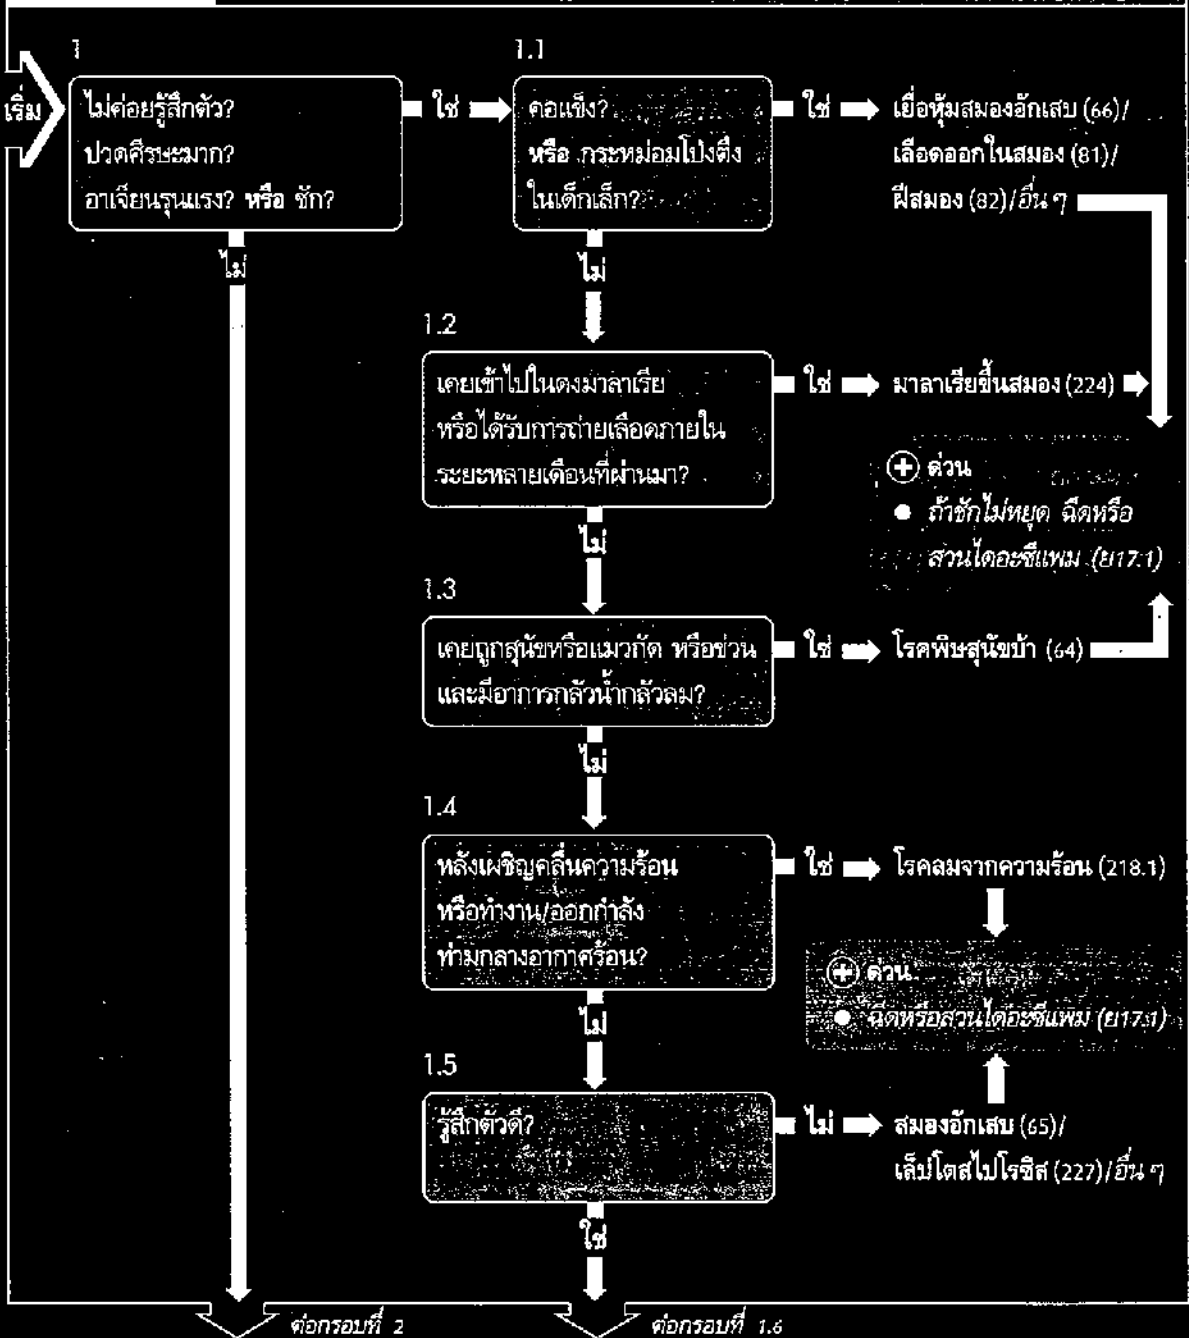 1
1.1
เริ่ม
ไม่ค่อยรู้สึกตัว?
ปวดศีรษะมาก?
อาเจียนรุนแรง? หรือ ชัก?
ใช่
คอแข็ง?
หรือ กระหม่อมโป่งตึง
ในเด็กเล็ก?
ใช่
เยื่อหุ้มสมองอักเสบ (66)/
เลือดออกในสมอง (81)/
ฝีสมอง (82)/อื่น ๆ
ไม่
ไม่
1.2
เคยเข้าไปในดงมาลาเรีย
หรือได้รับการถ่ายเลือดภายใน
ระยะหลายเดือนที่ผ่านมา?
ใช่
มาลาเรียขึ้นสมอง (224)
ด่วน
ถ้าชักไม่หยุด ฉีดหรือ
สวนไดอะซีแพม (ย17.1)
ไม่
1.3
เคยถูกสุนัขหรือแมวกัด หรือข่วน
และมีอาการกลัวน้ำกลัวลม?
ใช่
โรคพิษสุนัขบ้า (64)
ไม่
1.4
หลังเผชิญคลื่นความร้อน
หรือทำงาน/ออกกำลัง
ท่ามกลางอากาศร้อน?
ใช่
โรคลมจากความร้อน (218.1)
ด่วน
ฉีดหรือสวนไดอะซีแพม (ย17.1)
ไม่
1.5
รู้สึกตัวดี?
ไม่
สมองอักเสบ (65)/
เล็ปโตสไปโรซิส (227)/อื่น ๆ
ใช่
ต่อกรอบที่ 2
ต่อกรอบที่ 1.6